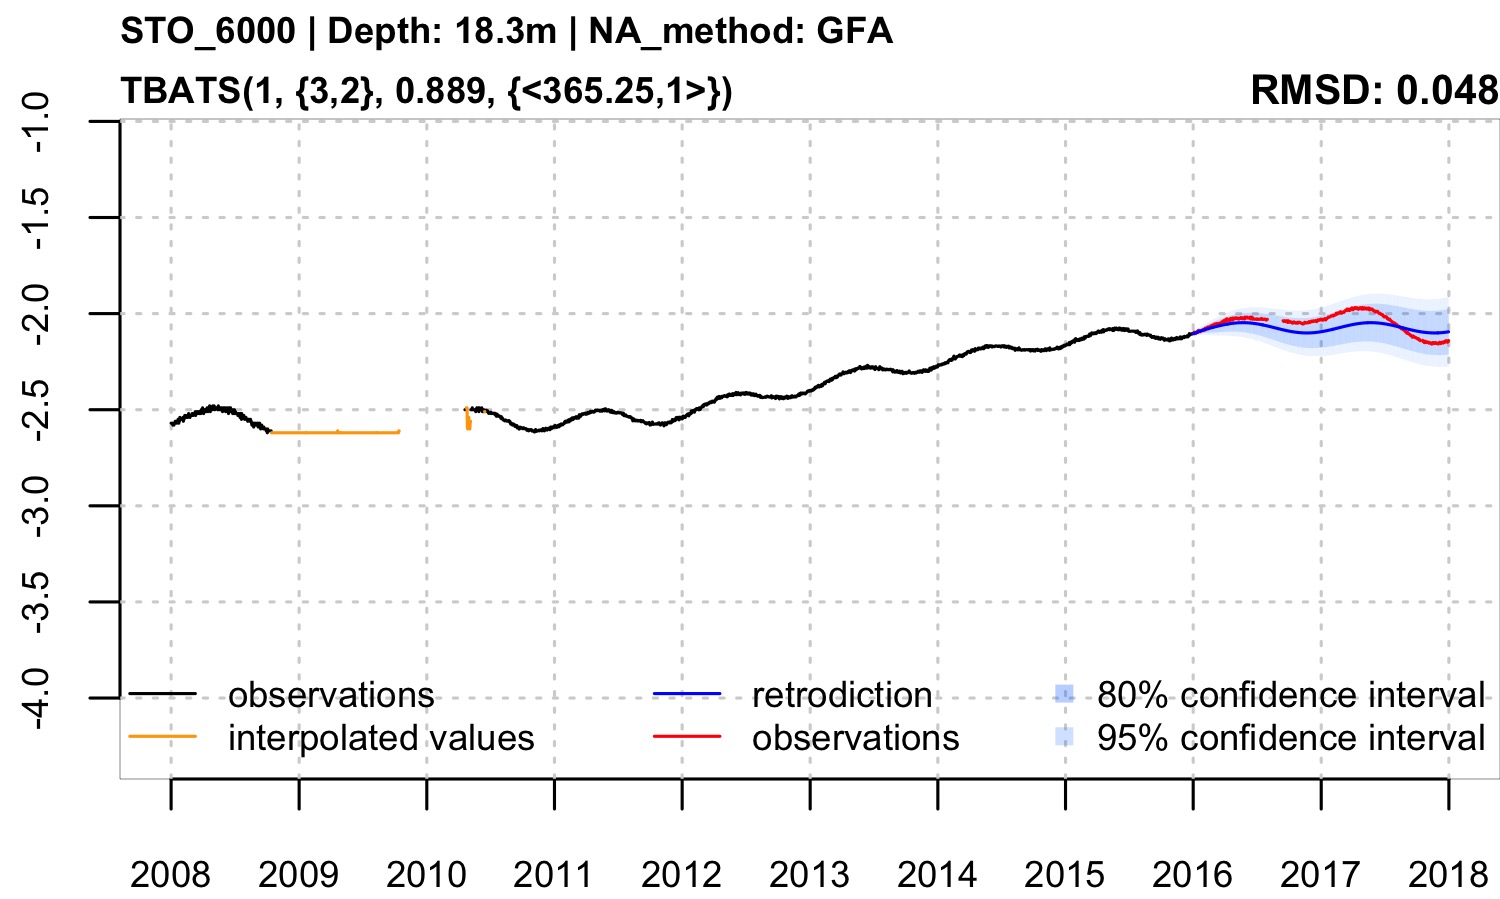 STO_6000 | Depth: 18.3m | NA_method: GFA
TBATS(1, {3,2}, 0.889, {<365.25,1>})
RMSD: 0.048
-1.0
-1.5
-2.0
-2.5
-3.0
-3.5
-4.0
observations
retrodiction
80% confidence interval
interpolated values
observations
95% confidence interval
2008 2009 2010 2011 2012 2013 2014 2015 2016 2017 2018